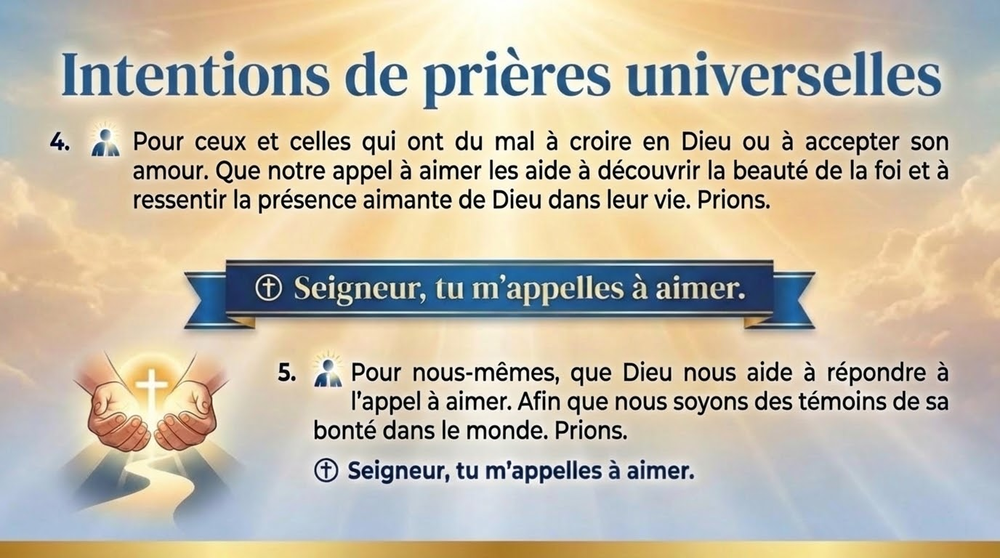 Intentions de prières universelles
4. Pour ceux et celles qui ont du mal à croire en Dieu ou à accepter son
amour. Que notre appel à aimer les aide à découvrir la beauté de la foi et à
ressentir la présence aimante de Dieu dans leur vie. Prions.
Seigneur, tu m'appelles à aimer.
5. Pour nous-mêmes, que Dieu nous aide à répondre à
l'appel à aimer. Afin que nous soyons des témoins de sa
bonté dans le monde. Prions.
Seigneur, tu m'appelles à aimer.